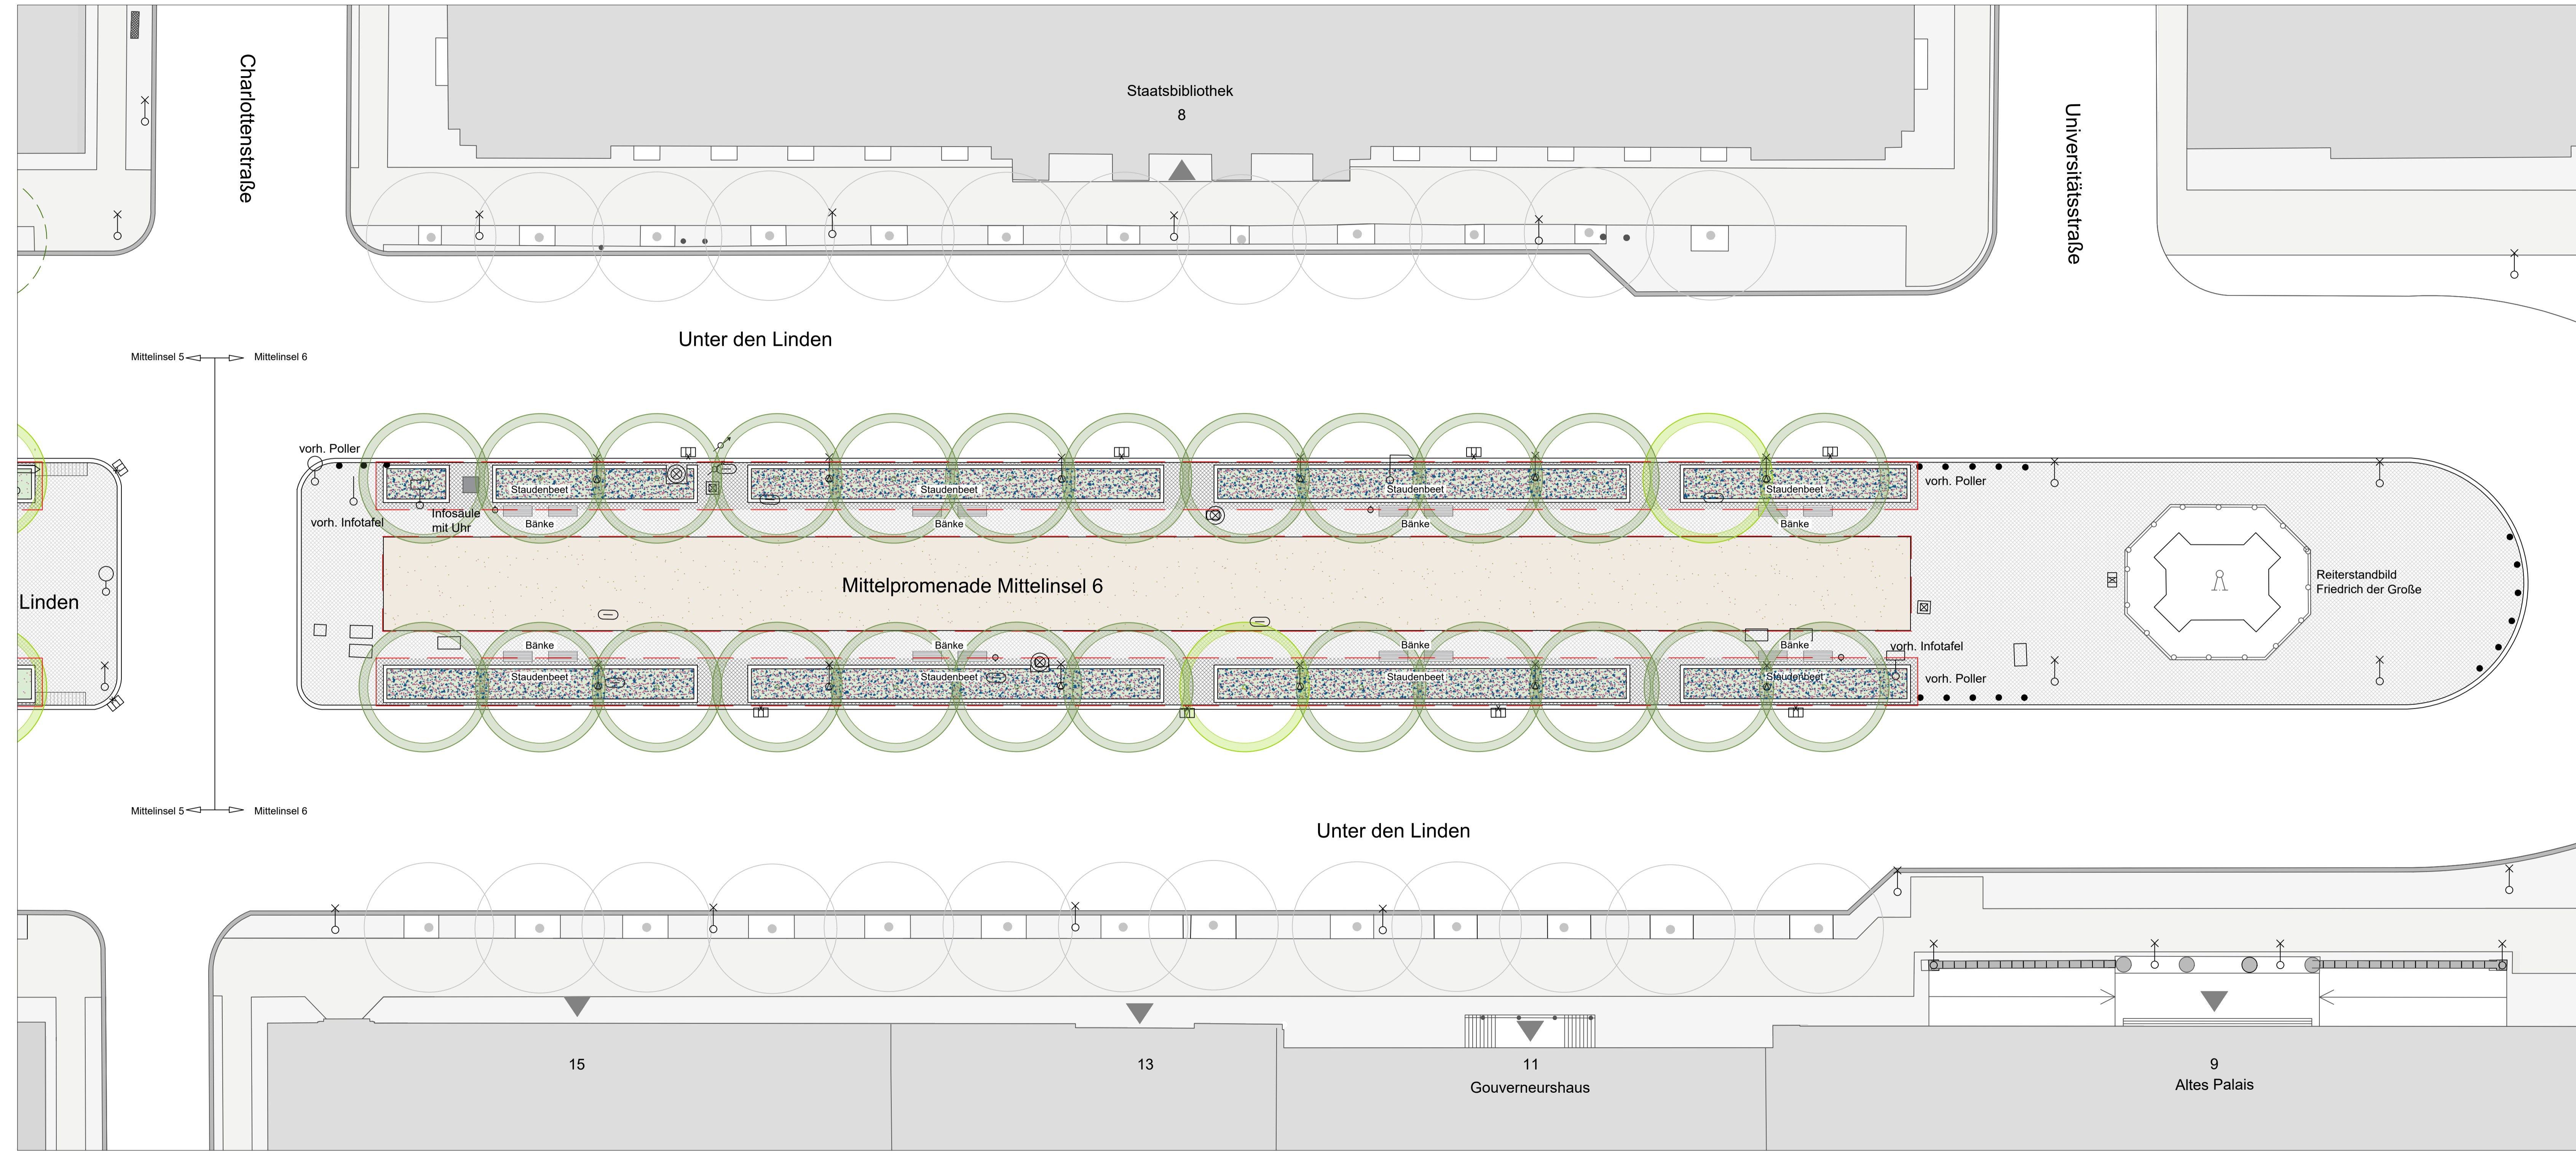 Charlottenstraße
Staatsbibliothek
8
Universitätsstraße
Unter den Linden
Mittelinsel 5
Mittelinsel 6
vorh. Poller
vorh. Infotafel
Infosäule
mit Uhr
Staudenbeet
Staudenbeet
Staudenbeet
Staudenbeet
vorh. Poller
Bänke
Bänke
Bänke
Bänke
Linden
Mittelpromenade Mittelinsel 6
Reiterstandbild
Friedrich der Große
Bänke
Bänke
Bänke
Bänke
vorh. Infotafel
Staudenbeet
Staudenbeet
Staudenbeet
Staudenbeet
vorh. Poller
Mittelinsel 5
Mittelinsel 6
Unter den Linden
15
13
11
Gouverneurshaus
9
Altes Palais